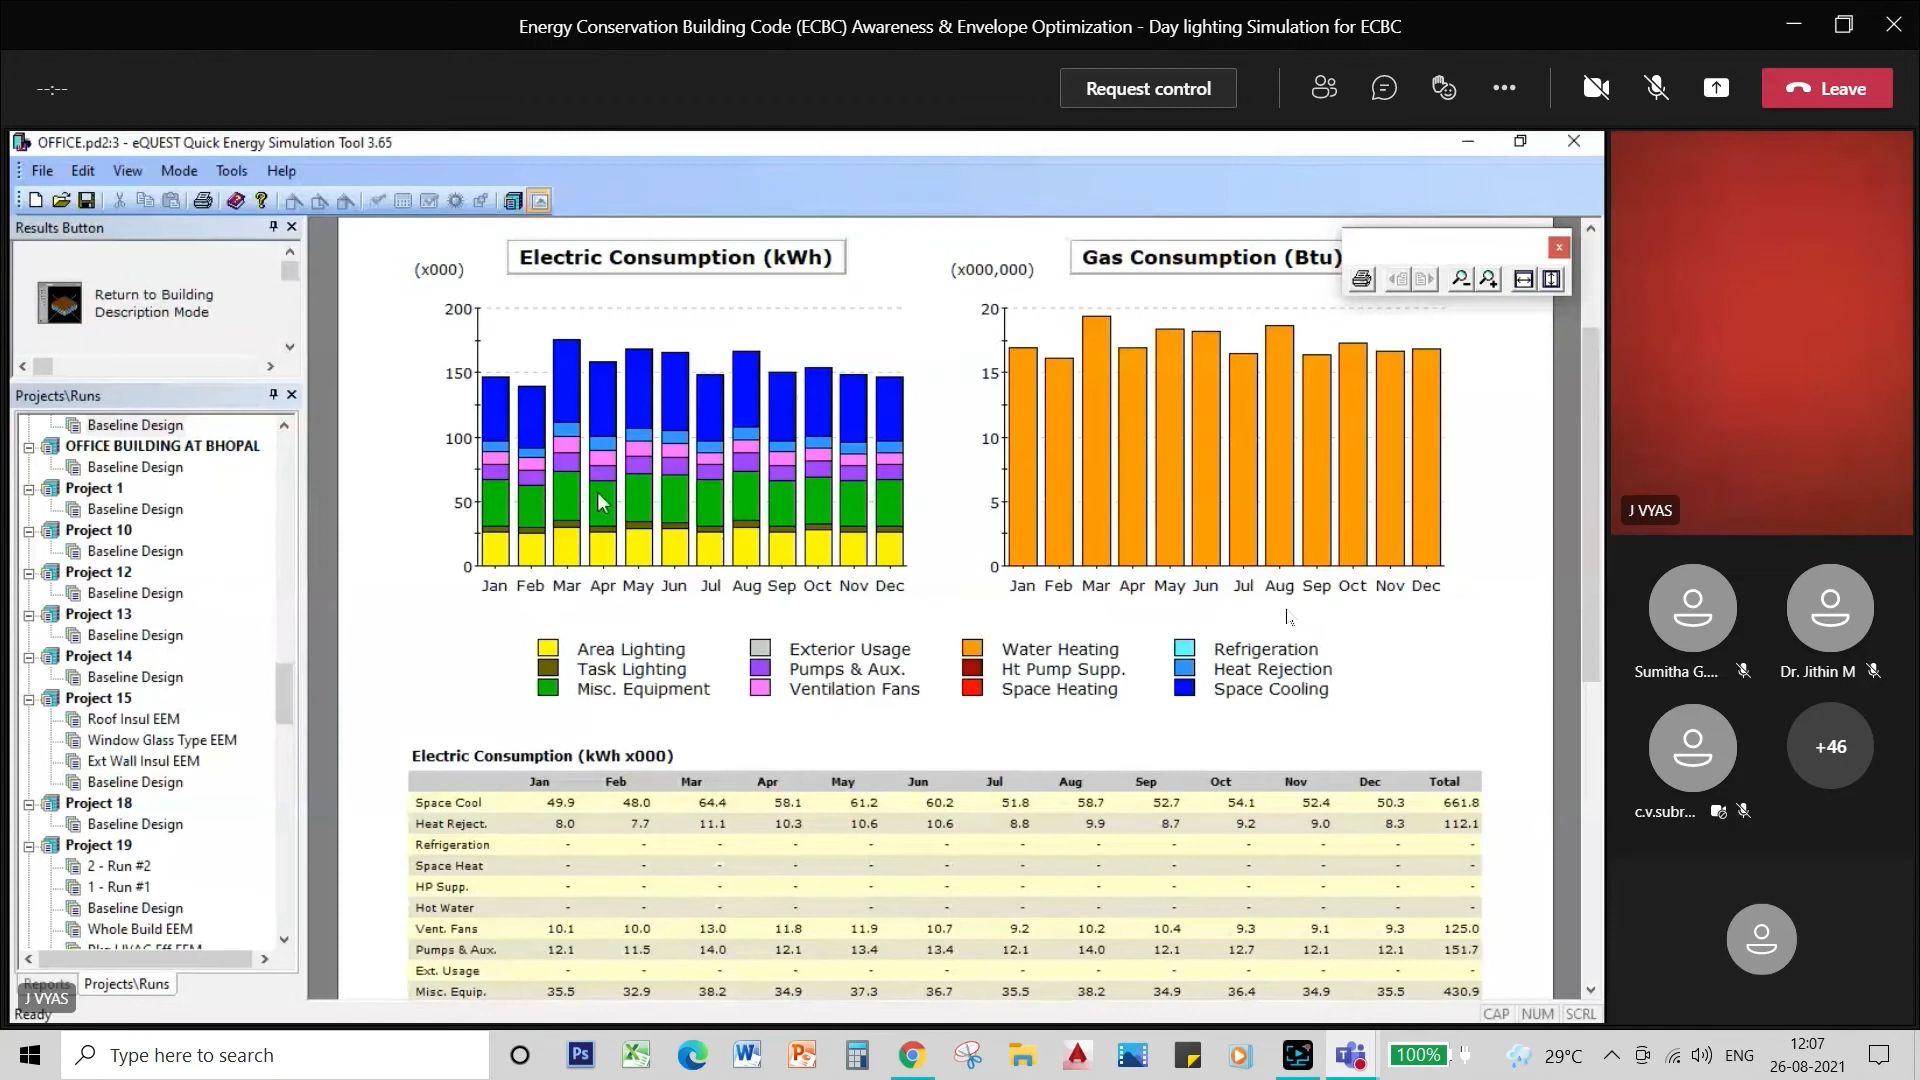 Energy Conservation Building Code (ECBC) Awareness & Envelope Optimization - Day lighting Simulation for ECBC
--:--
Request control
Leave
OFFICE.pd2:3 - eQUEST Quick Energy Simulation Tool 3.65
File Edit View Mode Tools Help
Results Button
Return to Building
Description Mode
Projects\Runs
Baseline Design
OFFICE BUILDING AT BHOPAL
Baseline Design
Project 1
Baseline Design
Project 10
Baseline Design
Project 12
Baseline Design
Project 13
Baseline Design
Project 14
Baseline Design
Project 15
Roof Insul EEM
Window Glass Type EEM
Ext Wall Insul EEM
Baseline Design
Project 18
Baseline Design
Project 19
2 - Run #2
1 - Run #1
Baseline Design
Whole Build EEM
Reports Projects\Runs
J VYAS
Ready
Electric Consumption (kWh)
(x000)
200
150
100
50
0
Jan Feb Mar Apr May Jun Jul Aug Sep Oct Nov Dec
Gas Consumption (Btu)
(x000,000)
20
15
10
5
0
Jan Feb Mar Apr May Jun Jul Aug Sep Oct Nov Dec
Area Lighting Exterior Usage Water Heating Refrigeration
Task Lighting Pumps & Aux. Ht Pump Supp. Heat Rejection
Misc. Equipment Ventilation Fans Space Heating Space Cooling
Electric Consumption (kWh x000)
Jan Feb Mar Apr May Jun Jul Aug Sep Oct Nov Dec Total
Space Cool 49.9 48.0 64.4 58.1 61.2 60.2 51.8 58.7 52.7 54.1 52.4 50.3 661.8
Heat Reject. 8.0 7.7 11.1 10.3 10.6 10.6 8.8 9.9 8.7 9.2 9.0 8.3 112.1
Refrigeration - - - - - - - - - - - - -
Space Heat - - - - - - - - - - - - -
HP Supp. - - - - - - - - - - - - -
Hot Water - - - - - - - - - - - - -
Vent. Fans 10.1 10.0 13.0 11.8 11.9 10.7 9.2 10.2 10.4 9.3 9.1 9.3 125.0
Pumps & Aux. 12.1 11.5 14.0 12.1 13.4 13.4 12.1 14.0 12.1 12.7 12.1 12.1 151.7
Ext. Usage - - - - - - - - - - - - -
Misc. Equip. 35.5 32.9 38.2 34.9 37.3 36.7 35.5 38.2 34.9 36.4 34.9 35.5 430.9
CAP NUM SCRL
J VYAS
Sumitha G.... Dr. Jithin M
c.v.subr... +46
Type here to search
100%
29°C
ENG
12:07
26-08-2021